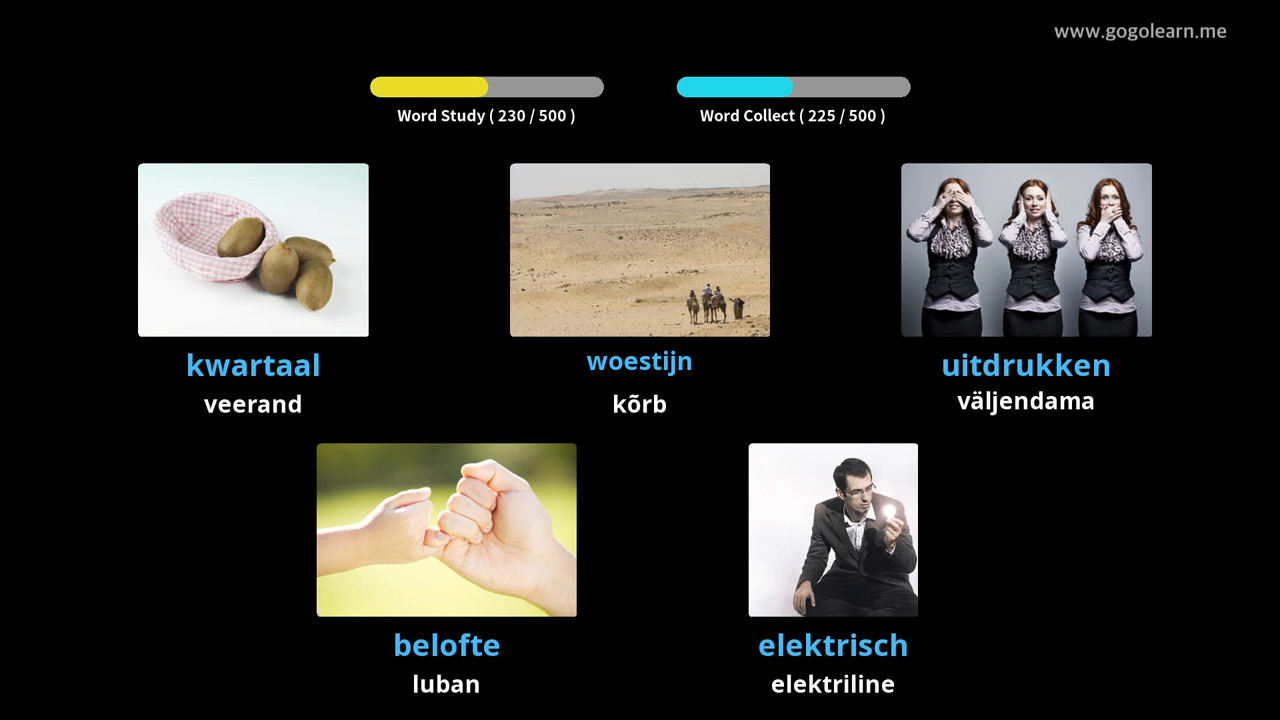 www.gogolearn.me
Word Study ( 230 / 500 )
Word Collect ( 225 / 500 )
kwartaal
veerand
woestijn
kõrb
uitdrukken
väljendama
belofte
luban
elektrisch
elektriline